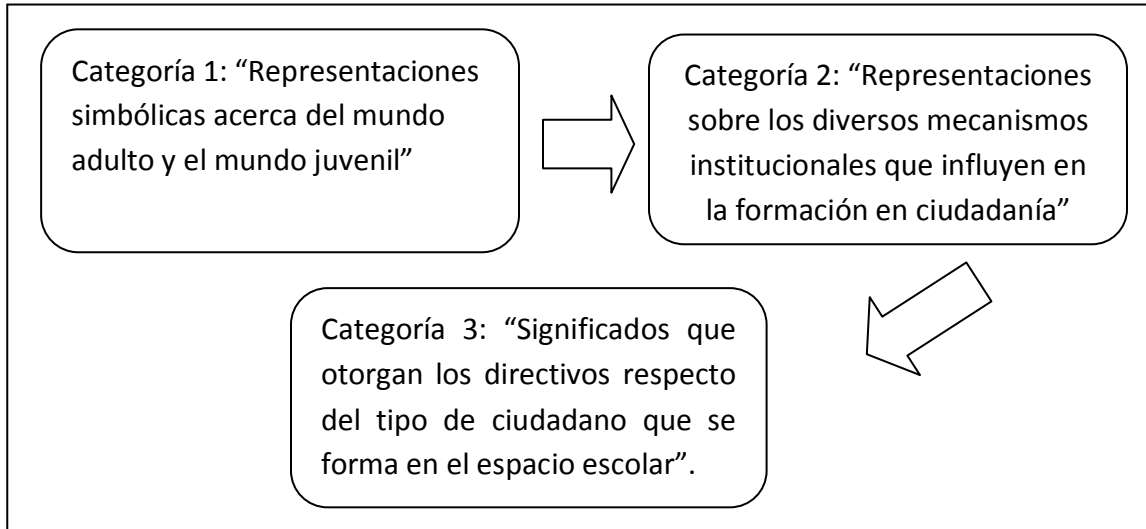 Categoría 1: “Representaciones
simbólicas acerca del mundo
adulto y el mundo juvenil”
Categoría 2: “Representaciones
sobre los diversos mecanismos
institucionales que influyen en
la formación en ciudadanía”
Categoría 3: “Significados que
otorgan los directivos respecto
del tipo de ciudadano que se
forma en el espacio escolar”.